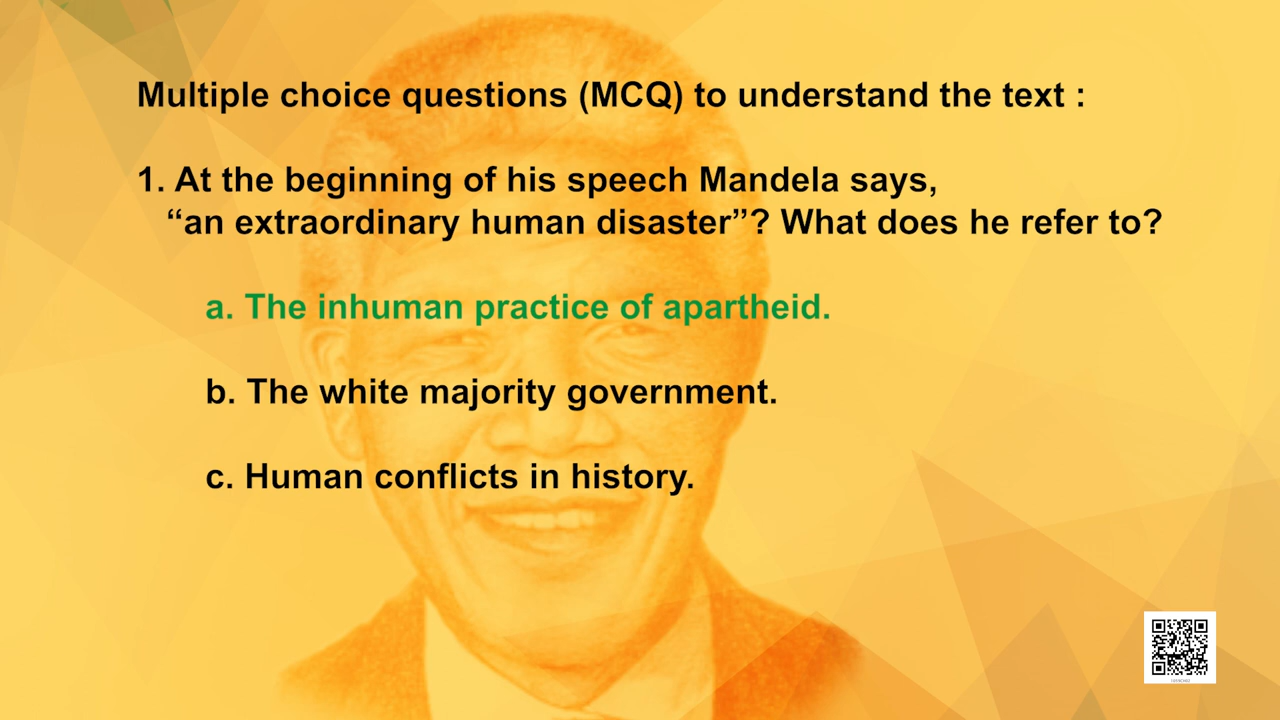 Multiple choice questions (MCQ) to understand the text :
1. At the beginning of his speech Mandela says,
“an extraordinary human disaster”? What does he refer to?
a. The inhuman practice of apartheid.
b. The white majority government.
c. Human conflicts in history.